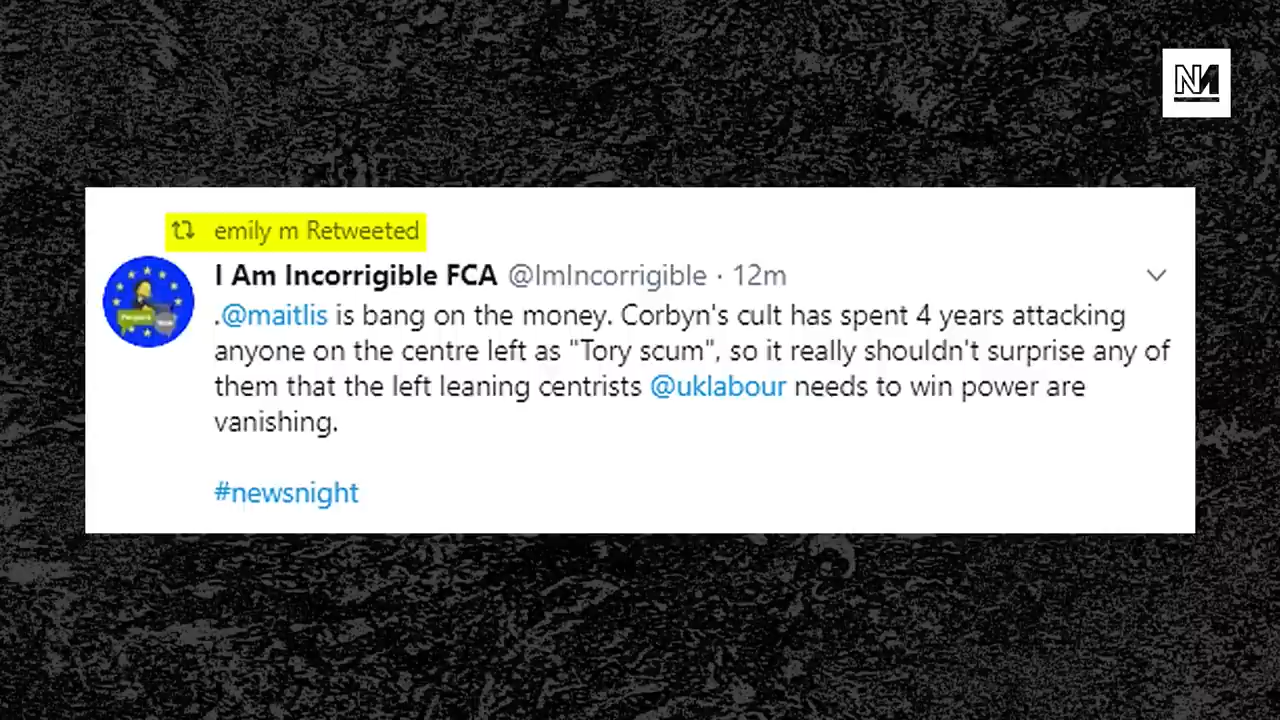 NM
emily m Retweeted
I Am Incorrigible FCA @ImIncorrigible · 12m
.@maitlis is bang on the money. Corbyn's cult has spent 4 years attacking
anyone on the centre left as "Tory scum", so it really shouldn't surprise any of
them that the left leaning centrists @uklabour needs to win power are
vanishing.
#newsnight